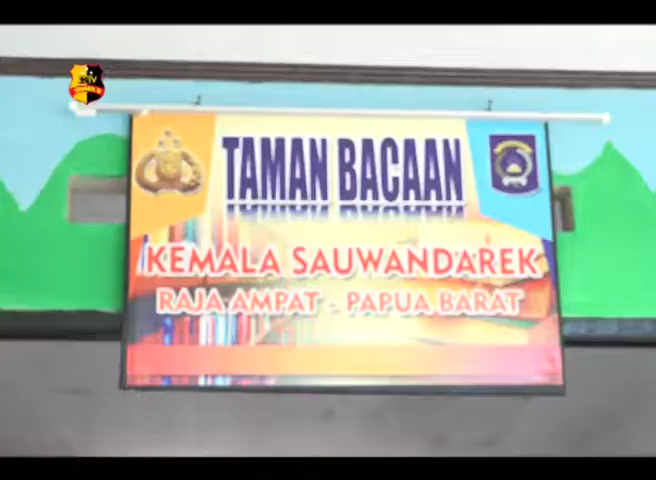 TAMAN BACAAN
KEMALA SAUWANDAREK
RAJA AMPAT - PAPUA BARAT